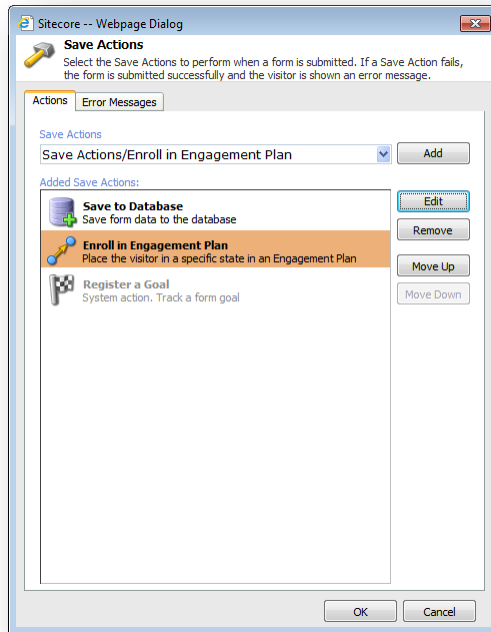 Sitecore -- Webpage Dialog
Save Actions
Select the Save Actions to perform when a form is submitted. If a Save Action fails,
the form is submitted successfully and the visitor is shown an error message.
Actions
Error Messages
Save Actions
Save Actions/Enroll in Engagement Plan
Add
Added Save Actions:
Save to Database
Save form data to the database
Edit
Remove
Enroll in Engagement Plan
Place the visitor in a specific state in an Engagement Plan
Move Up
Register a Goal
System action. Track a form goal
Move Down
OK
Cancel